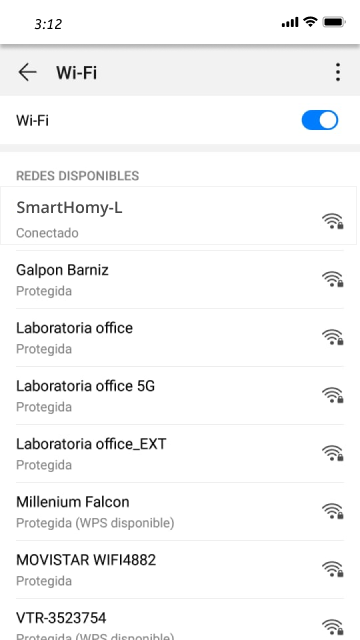 3:12
Wi-Fi
Wi-Fi
REDES DISPONIBLES
SmartHomy-L
Conectado
Galpon Barniz
Protegida
Laboratoria office
Protegida
Laboratoria office 5G
Protegida
Laboratoria office_EXT
Protegida
Millenium Falcon
Protegida (WPS disponible)
MOVISTAR WIFI4882
Protegida
VTR-3523754
Protegida (WPS disponible)